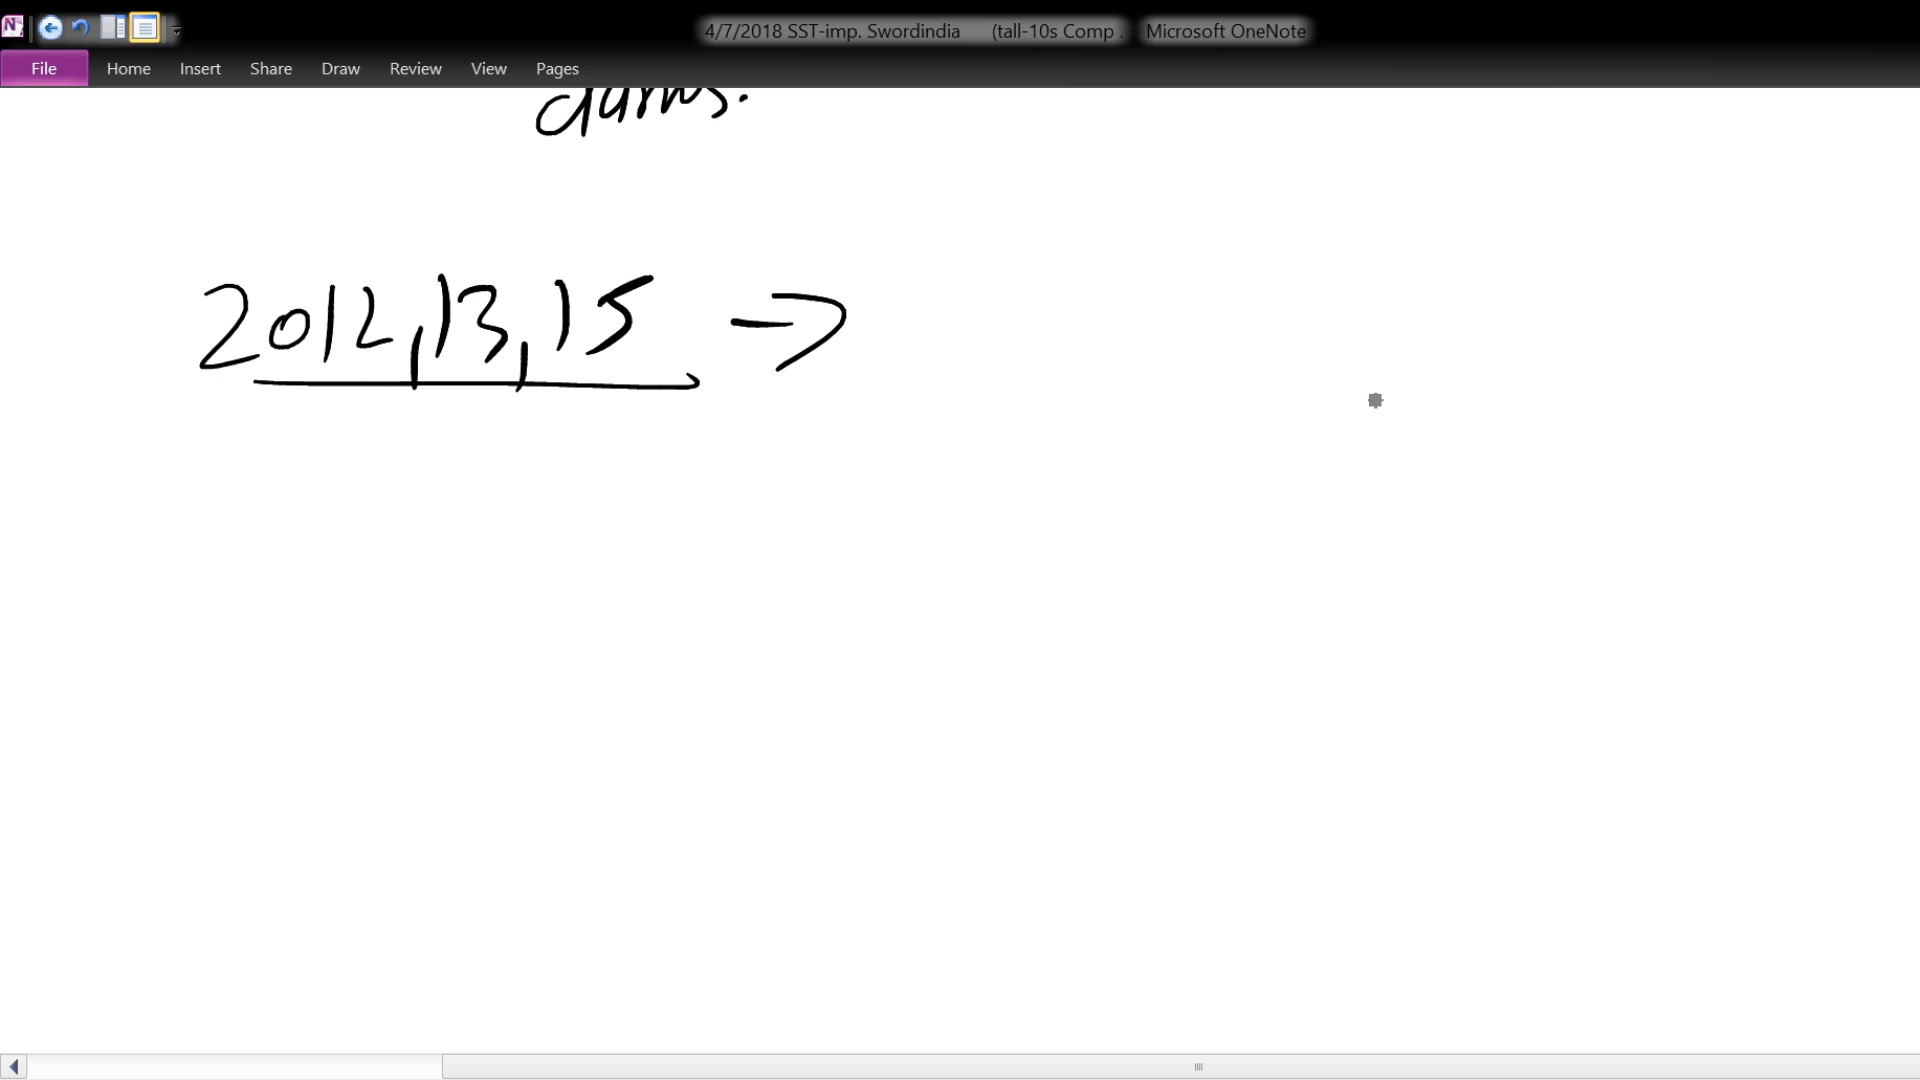 4/7/2018 SST-imp. Swordindia (tall-10s Comp . - Microsoft OneNote
File Home Insert Share Draw Review View Pages
2012,13,15 →